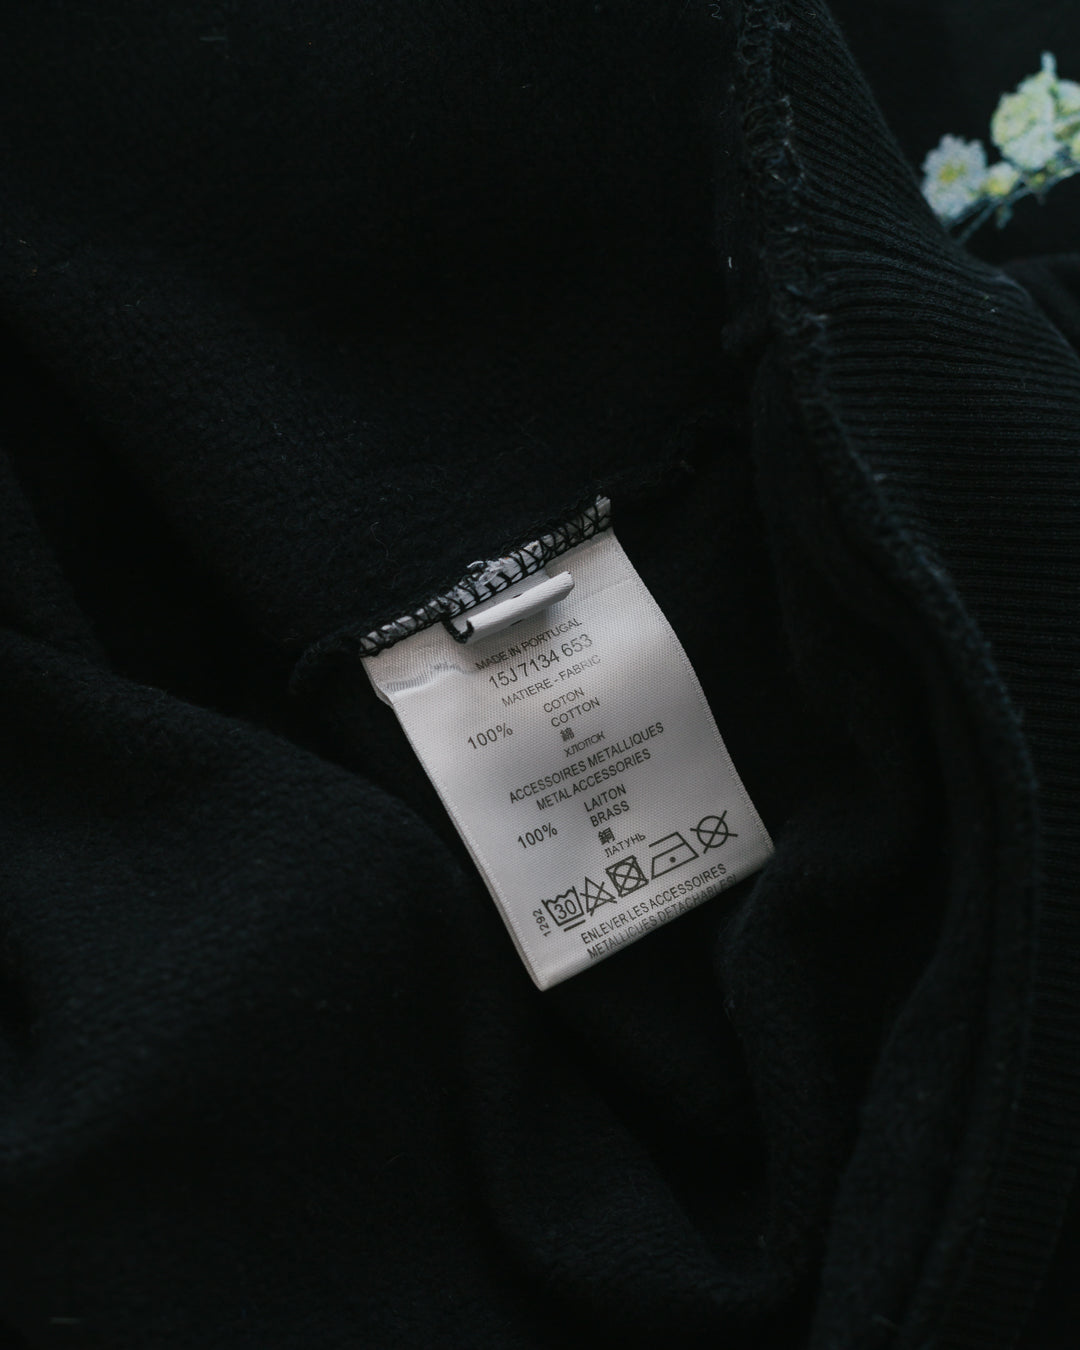 MADE IN PORTUGAL
15J7134 653
MATIERE - FABRIC
100% COTON
COTTON
綿
ХЛОПОК
ACCESSOIRES METALLIQUES
METAL ACCESSORIES
100% LAITON
BRASS
銅
ЛАТУНЬ
1292
30
ENLEVER LES ACCESSOIRES
METALLIQUES DETACHABLES!